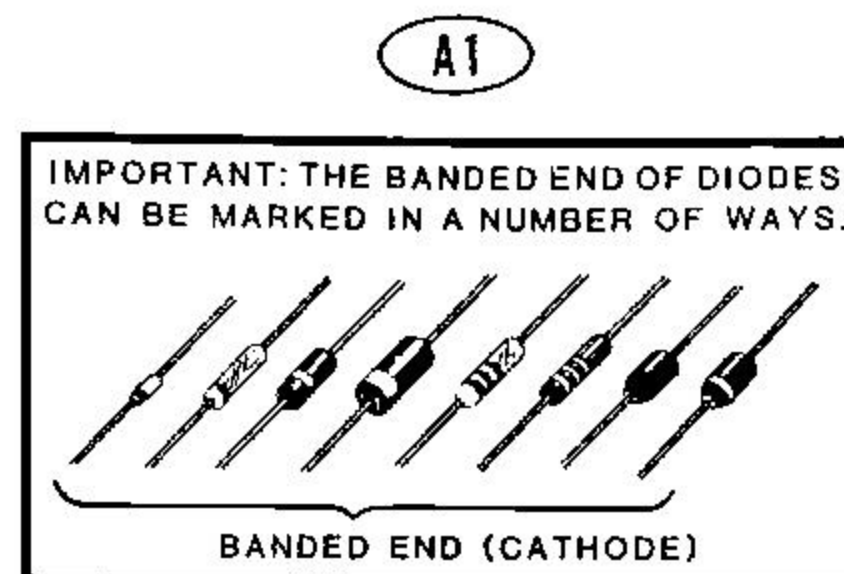 A1
IMPORTANT: THE BANDED END OF DIODES
CAN BE MARKED IN A NUMBER OF WAYS.
BANDED END (CATHODE)